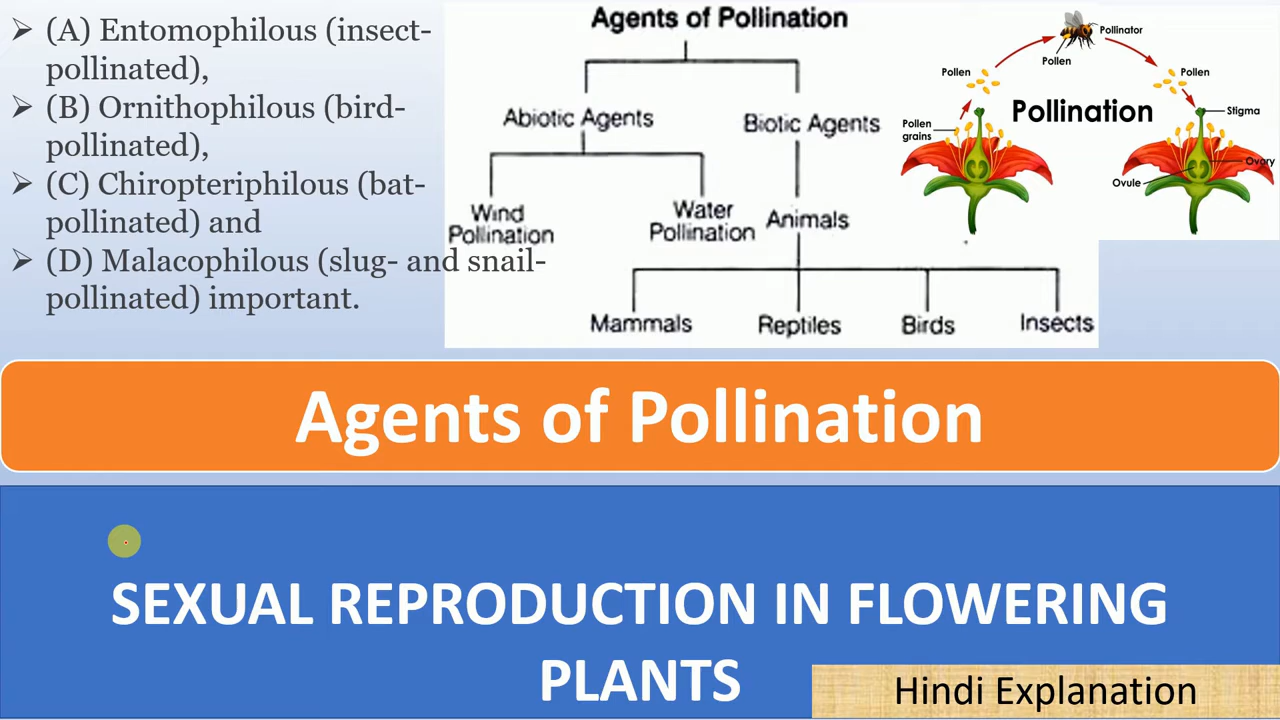 (A) Entomophilous (insect-
pollinated),
(B) Ornithophilous (bird-
pollinated),
(C) Chiropteriphilous (bat-
pollinated) and
(D) Malacophilous (slug- and snail-
pollinated) important.
Agents of Pollination
Abiotic Agents
Biotic Agents
Wind
Pollination
Water
Pollination
Animals
Mammals
Reptiles
Birds
Insects
Pollinator
Pollen
Pollen
Pollen
Pollination
Pollen
grains
Stigma
Ovary
Ovule
Agents of Pollination
SEXUAL REPRODUCTION IN FLOWERING
PLANTS
Hindi Explanation